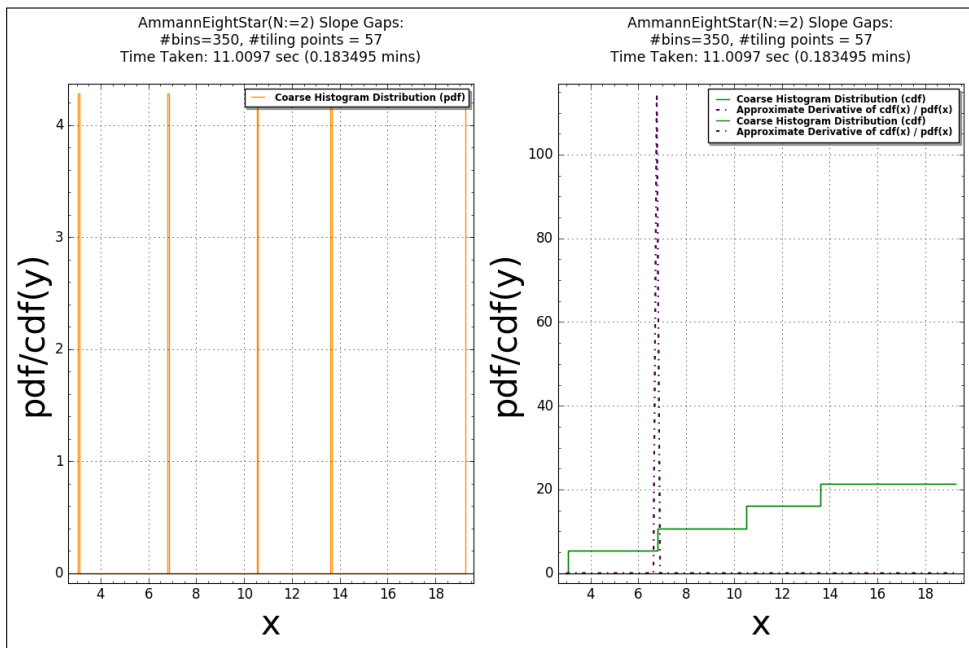 AmmannEightStar(N:=2) Slope Gaps:
#bins=350, #tiling points = 57
Time Taken: 11.0097 sec (0.183495 mins)
Coarse Histogram Distribution (pdf)
pdf/cdf(y)
4
3
2
1
0
4 6 8 10 12 14 16 18
x
AmmannEightStar(N:=2) Slope Gaps:
#bins=350, #tiling points = 57
Time Taken: 11.0097 sec (0.183495 mins)
Coarse Histogram Distribution (cdf)
Approximate Derivative of cdf(x) / pdf(x)
Coarse Histogram Distribution (cdf)
Approximate Derivative of cdf(x) / pdf(x)
pdf/cdf(y)
100
80
60
40
20
0
4 6 8 10 12 14 16 18
x